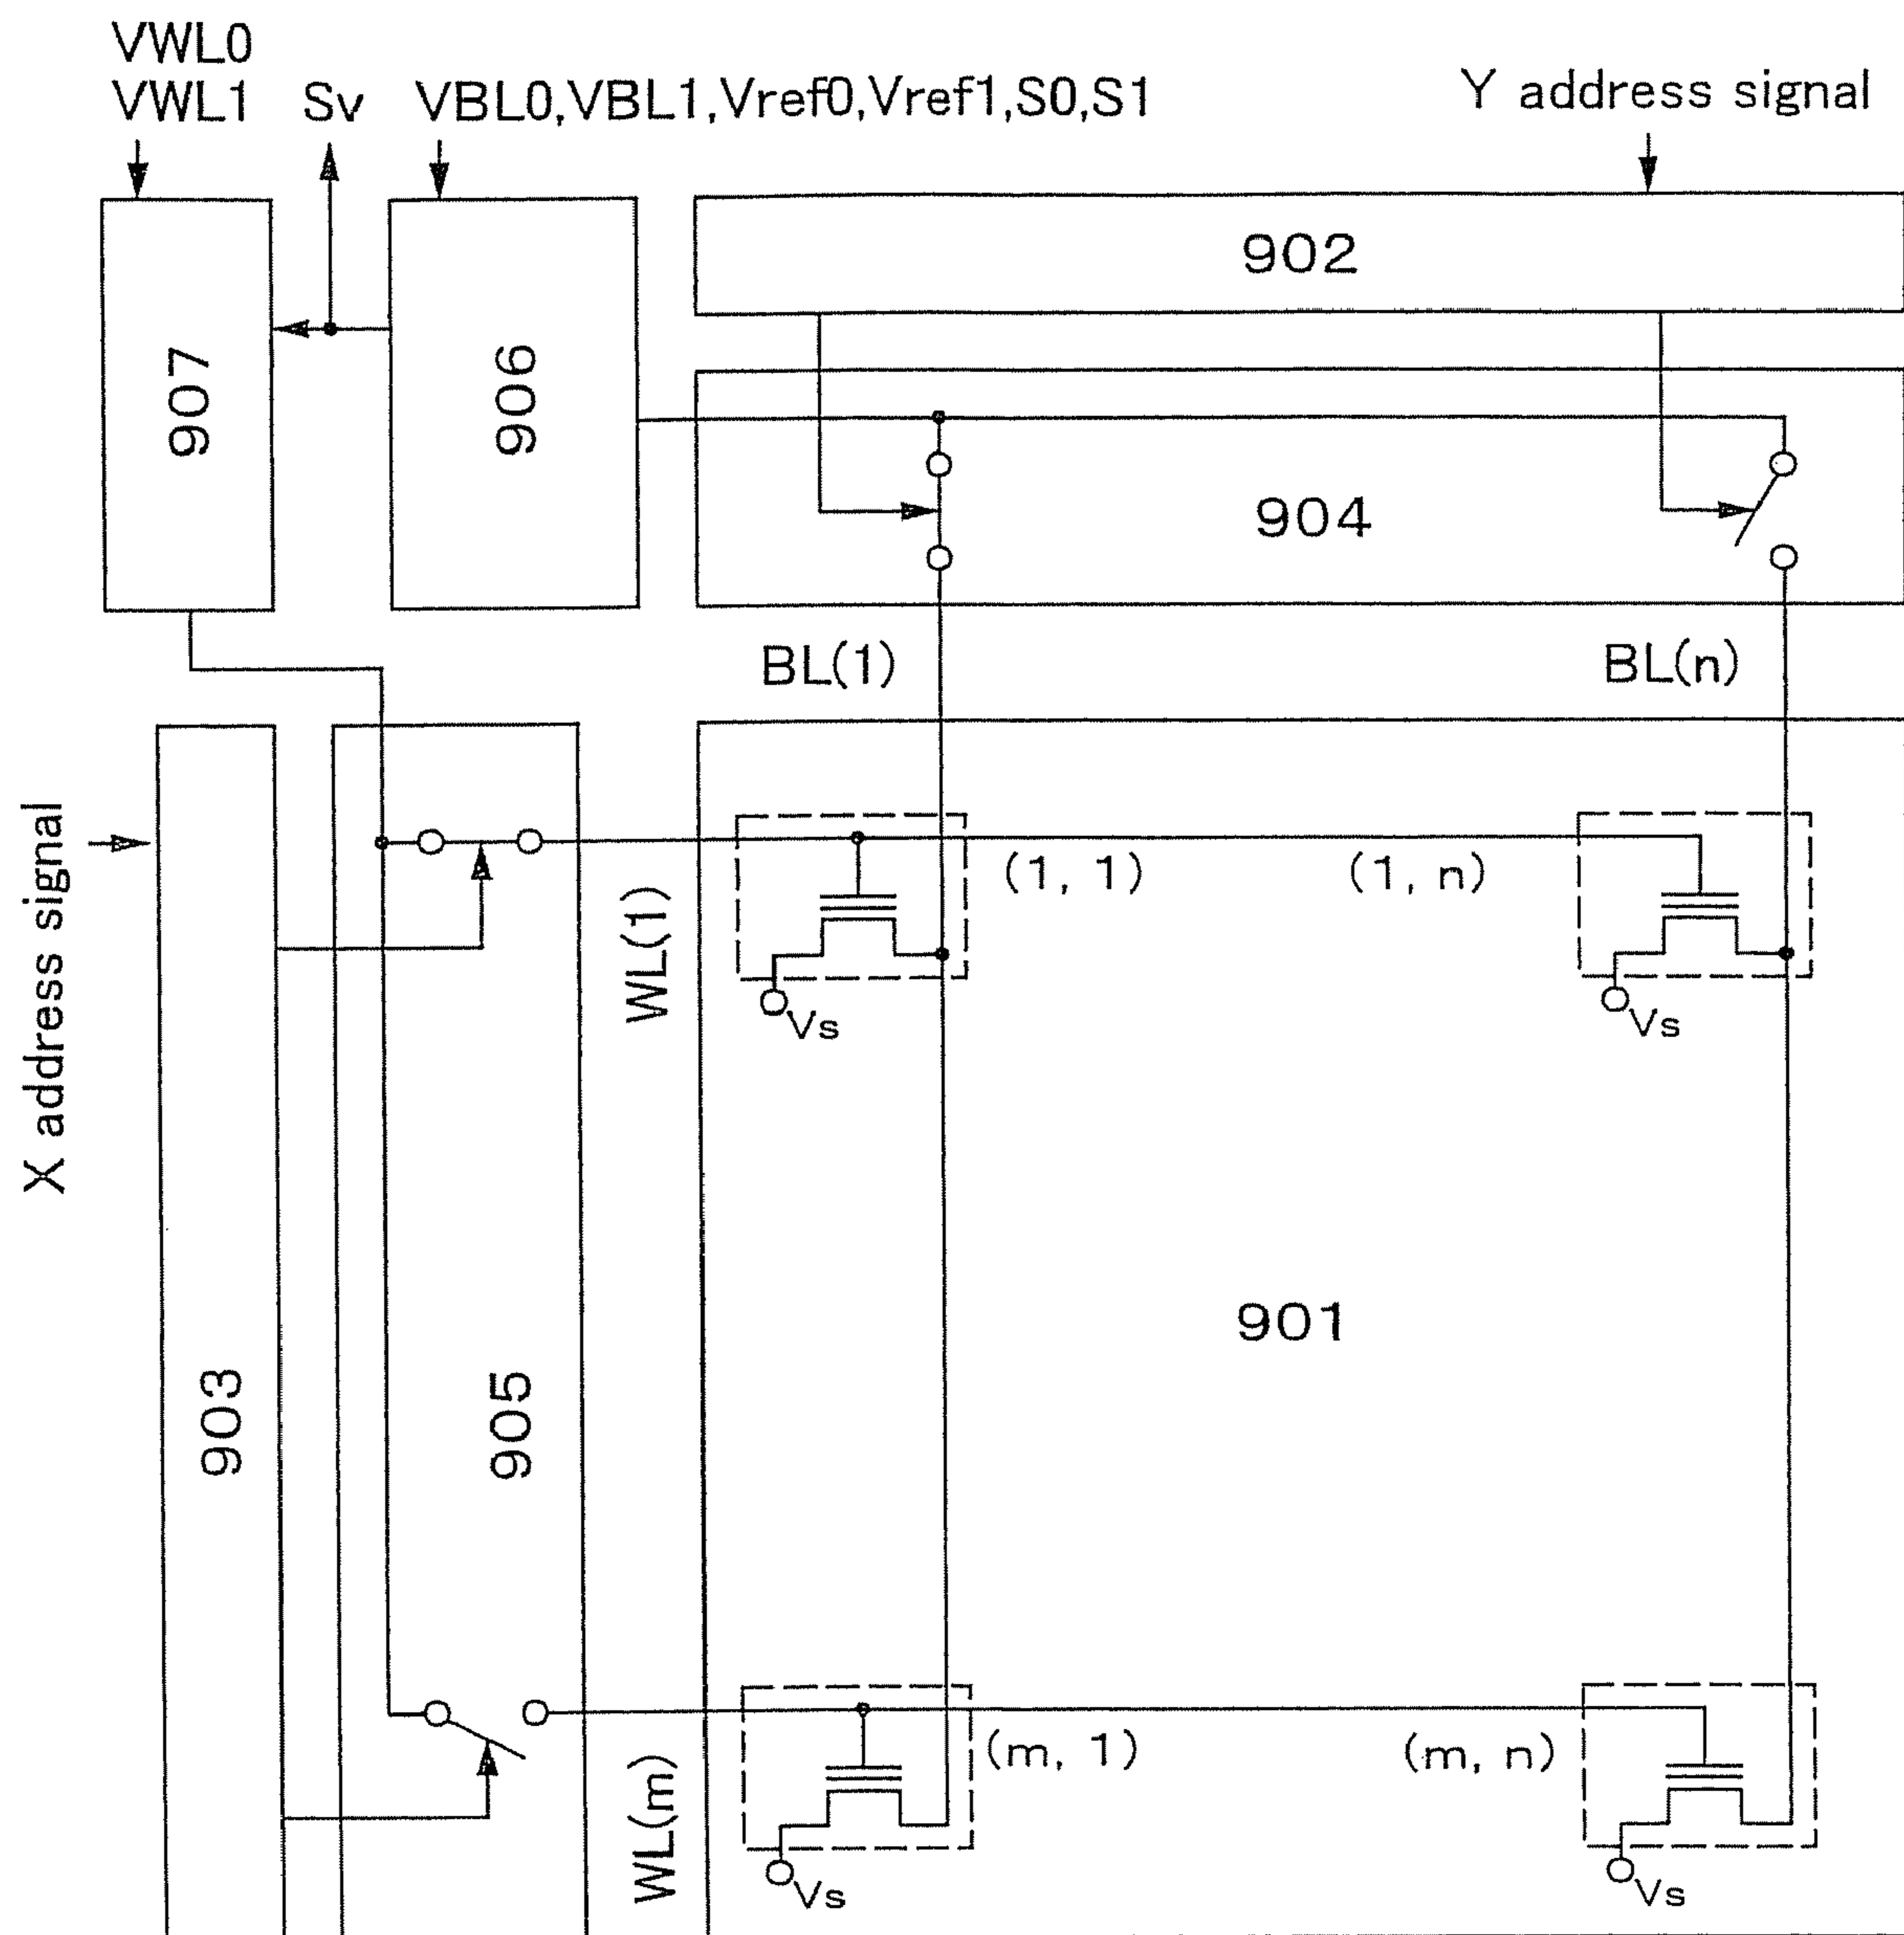 VWL0
VWL1
Sv
VBL0,VBL1,Vref0,Vref1,S0,S1
Y address signal
902
907
906
904
BL(1)
BL(n)
X address signal
WL(1)
(1, 1)
(1, n)
Vs
Vs
901
903
905
WL(m)
(m, 1)
(m, n)
Vs
Vs